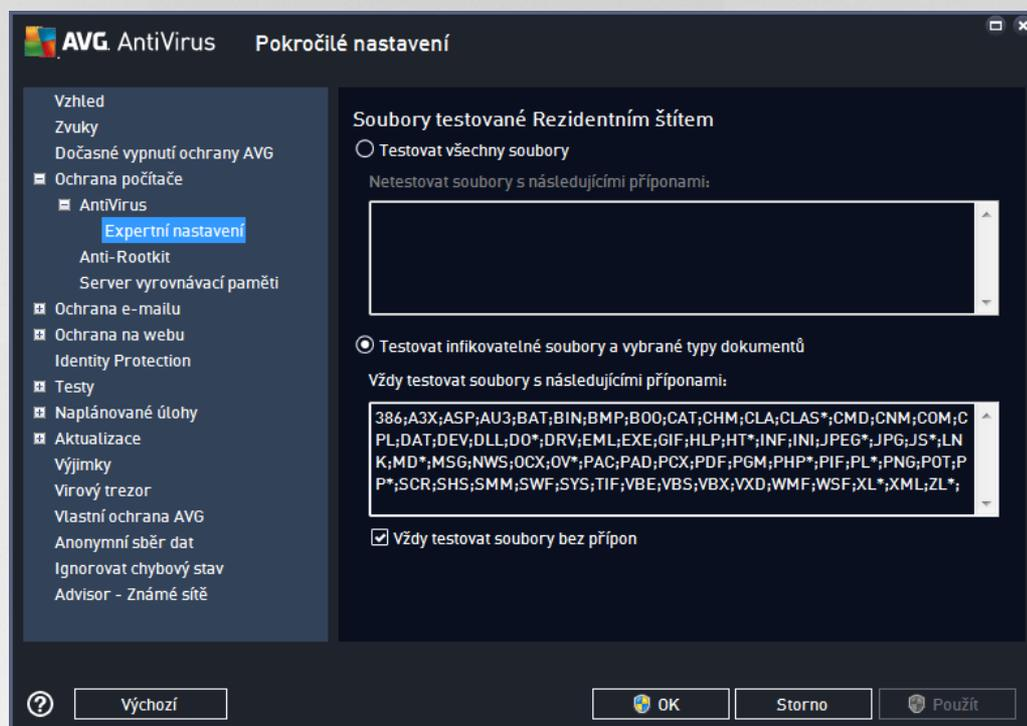 AVG. AntiVirus Pokročilé nastavení
Vzhled
Zvuky
Dočasné vypnutí ochrany AVG
Ochrana počítače
AntiVirus
Expertní nastavení
Anti-Rootkit
Server vyrovnávací paměti
Ochrana e-mailu
Ochrana na webu
Identity Protection
Testy
Naplánované úlohy
Aktualizace
Výjimky
Virový trezor
Vlastní ochrana AVG
Anonymní sběr dat
Ignorovat chybový stav
Advisor - Známé sítě
Soubory testované Rezidentním štítem
Testovat všechny soubory
Netestovat soubory s následujícími příponami:
Testovat infikovatelné soubory a vybrané typy dokumentů
Vždy testovat soubory s následujícími příponami:
386;A3X;ASP;AU3;BAT;BIN;BMP;BOO;CAT;CHM;CLA;CLAS*;CMD;CNM;COM;C
PL;DAT;DEV;DLL;DO*;DRV;EML;EXE;GIF;HLP;HT*;INF;INI;JPEG*;JPG;JS*;LN
K;MD*;MSG;NWS;OCX;OV*;PAC;PAD;PCX;PDF;PGM;PHP*;PIF;PL*;PNG;POT;P
P*;SCR;SHS;SMM;SWF;SYS;TIF;VBE;VBS;VBX;VXD;WMF;WSF;XL*;XML;ZL*;
Vždy testovat soubory bez přípon
Výchozí
OK
Storno
Použít